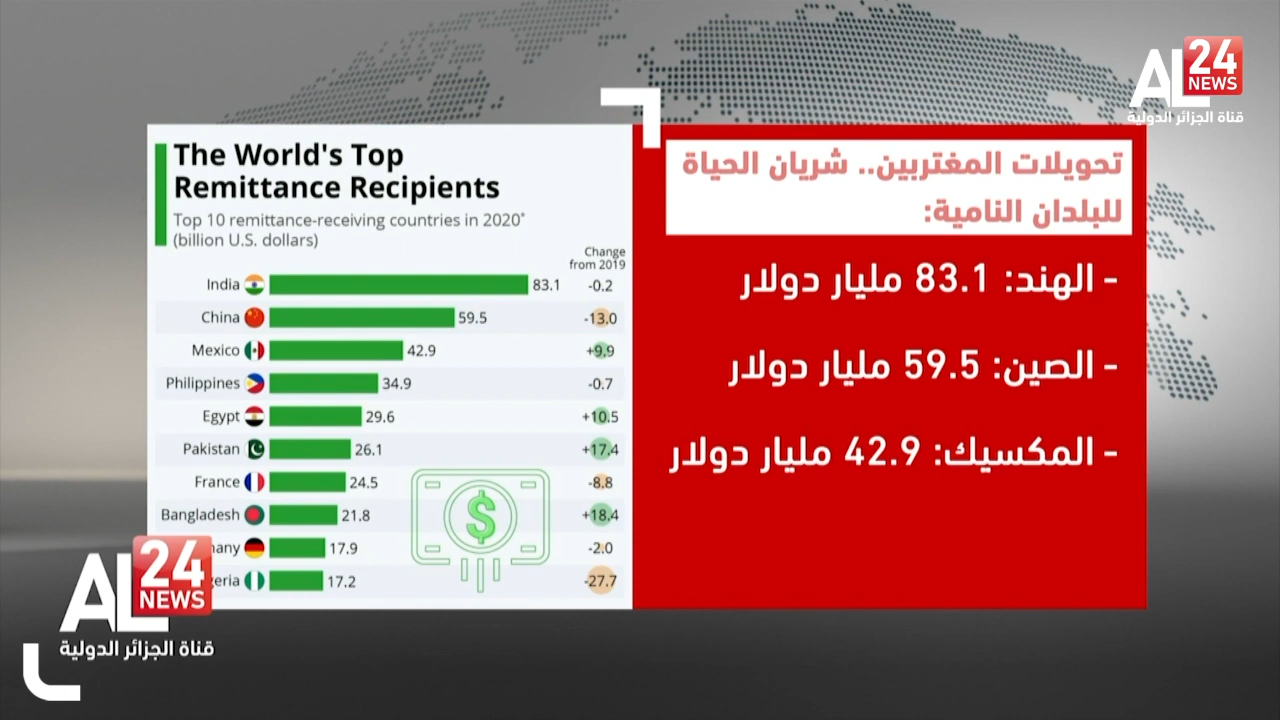 AL 24 NEWS
قناة الجزائر الدولية
The World's Top
Remittance Recipients
Top 10 remittance-receiving countries in 2020*
(billion U.S. dollars)
Change
from 2019
India 83.1 -0.2
China 59.5 -13.0
Mexico 42.9 +9.9
Philippines 34.9 -0.7
Egypt 29.6 +10.5
Pakistan 26.1 +17.4
France 24.5 -8.8
Bangladesh 21.8 +18.4
many 17.9 -2.0
eria 17.2 -27.7
$
تحويلات المغتربين.. شريان الحياة
للبلدان النامية:
- الهند: 83.1 مليار دولار
- الصين: 59.5 مليار دولار
- المكسيك: 42.9 مليار دولار
AL 24 NEWS
قناة الجزائر الدولية